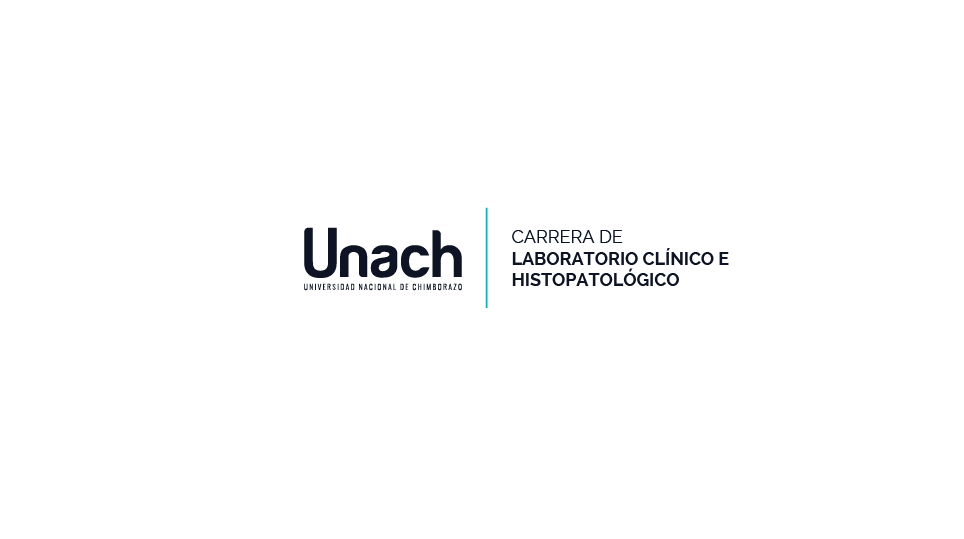 Unach
UNIVERSIDAD NACIONAL DE CHIMBORAZO
CARRERA DE
LABORATORIO CLÍNICO E
HISTOPATOLÓGICO